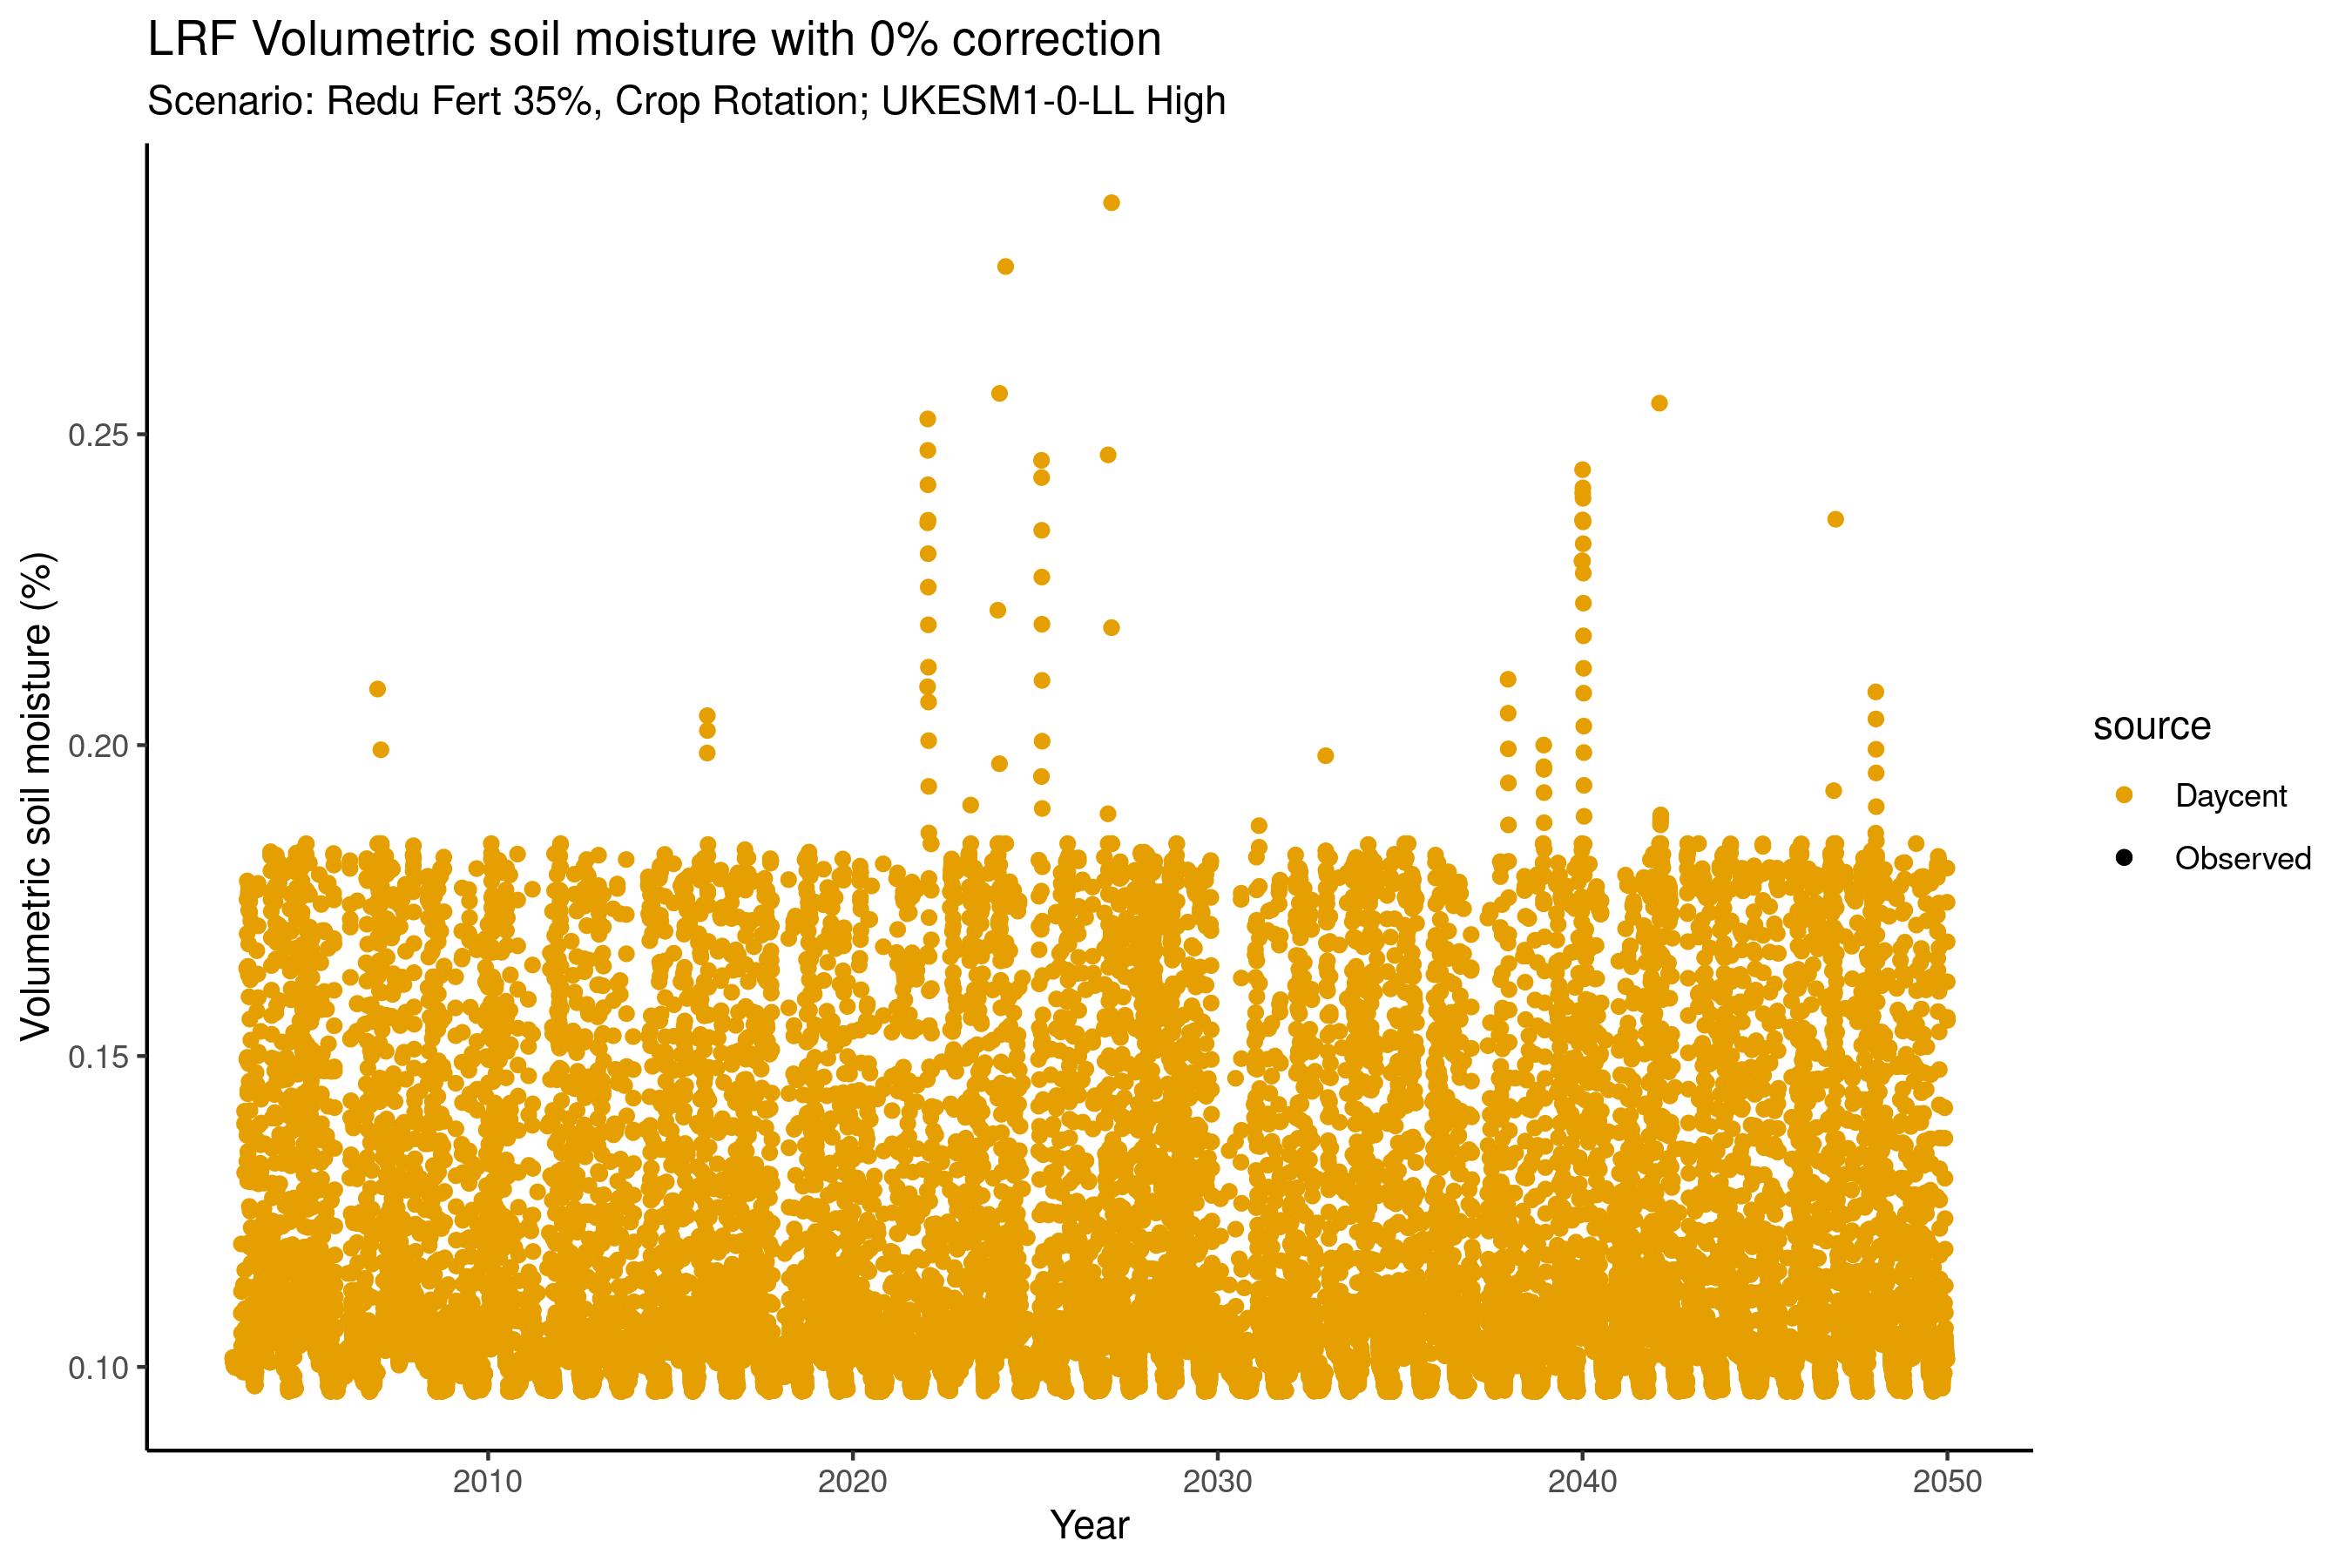 LRF Volumetric soil moisture with 0% correction
Scenario: Redu Fert 35%, Crop Rotation; UKESM1-0-LL High
Volumetric soil moisture (%)
0.25
0.20
0.15
0.10
2010
2020
2030
2040
2050
Year
source
Daycent
Observed